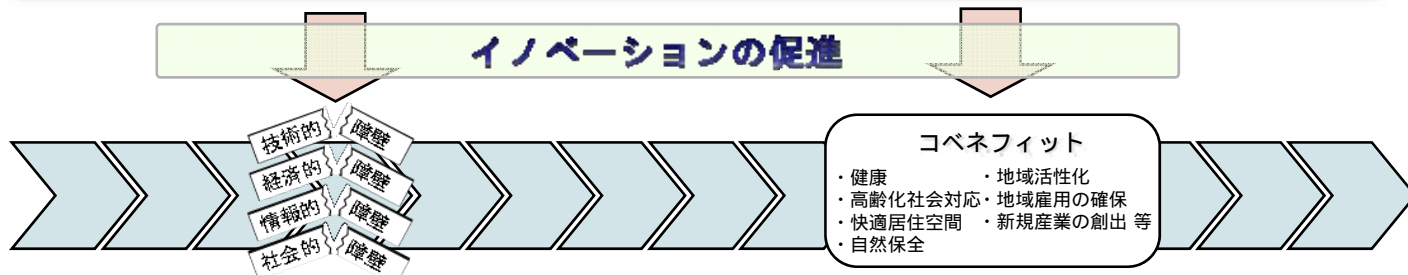 イノベーションの促進
技術的 障壁
経済的 障壁
情報的 障壁
社会的 障壁
コベネフィット
・健康
・高齢化社会対応
・快適居住空間
・自然保全
・地域活性化
・地域雇用の確保
・新規産業の創出 等